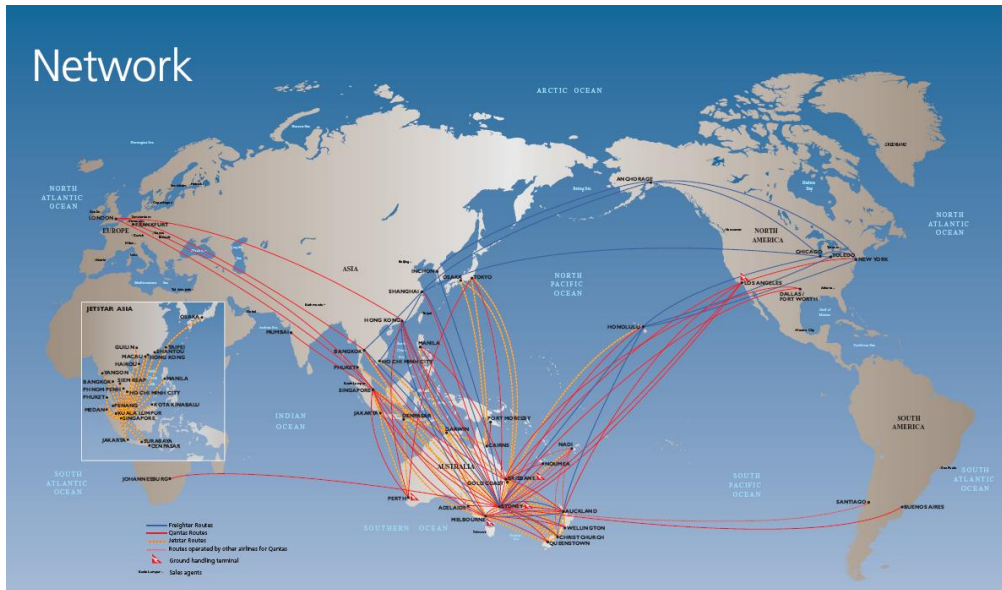 Network
ARCTIC OCEAN
NORTH
ATLANTIC
OCEAN
ANCHORAGE
LONDON
FRANKFURT
EUROPE
ASIA
NORTH
AMERICA
NORTH
ATLANTIC
OCEAN
CHICAGO
TOLEDO
NEW YORK
LOS ANGELES
DALLAS/
FORT WORTH
INCHON
OSAKA
TOKYO
SHANGHAI
NORTH
PACIFIC
OCEAN
HONG KONG
HONOLULU
MUMBAI
MANILA
BANGKOK
HO CHI MINH CITY
PHUKET
SINGAPORE
JAKARTA
DENPASAR
PORT MORESBY
DARWIN
CAIRNS
INDIAN
OCEAN
JETSTAR ASIA
OSAKA
GUILIN
TAIPEI
SHANTOU
MACAU
HONG KONG
HAIKOU
YANGON
BANGKOK
SIEM REAP
MANILA
PHNOM PENH
HO CHI MINH CITY
PHUKET
PENANG
KOTA KINABALU
MEDAN
KUALA LUMPUR
SINGAPORE
JAKARTA
SURABAYA
DENPASAR
SOUTH
AMERICA
NADI
NOUMEA
AUSTRALIA
BRISBANE
GOLD COAST
SOUTH
ATLANTIC
OCEAN
JOHANNESBURG
SOUTH
PACIFIC
OCEAN
SOUTH
ATLANTIC
OCEAN
PERTH
ADELAIDE
SYDNEY
AUCKLAND
SANTIAGO
BUENOS AIRES
MELBOURNE
WELLINGTON
CHRISTCHURCH
QUEENSTOWN
SOUTHERN OCEAN
Freighter Routes
Qantas Routes
Jetstar Routes
Routes operated by other airlines for Qantas
Ground handling terminal
Kuala Lumpur
Sales agents